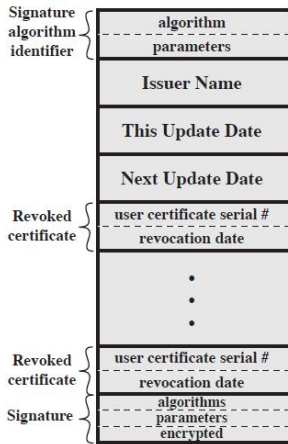 Signature
algorithm
identifier
algorithm
parameters
Issuer Name
This Update Date
Next Update Date
Revoked
certificate
user certificate serial #
revocation date
•
•
•
Revoked
certificate
user certificate serial #
revocation date
Signature
algorithms
parameters
encrypted